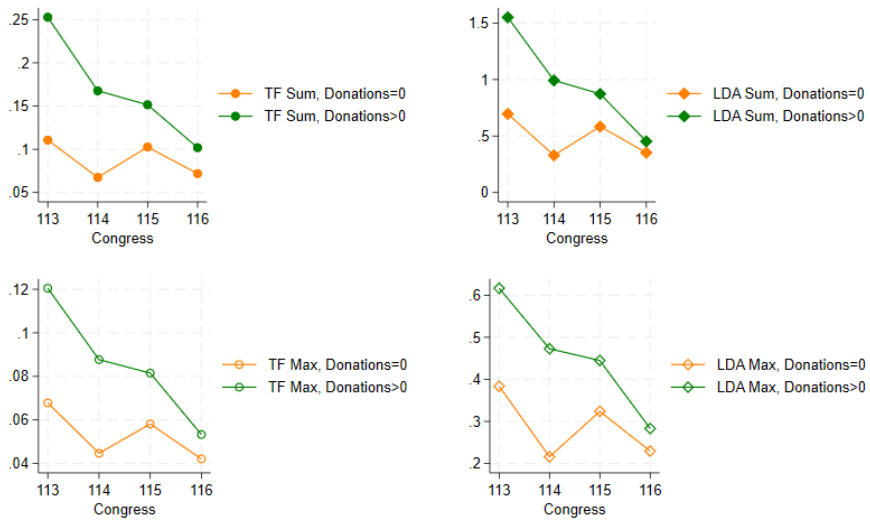 .25
.2
.15
.1
.05
113 114 115 116
Congress
TF Sum, Donations=0
TF Sum, Donations>0
1.5
1
.5
0
113 114 115 116
Congress
LDA Sum, Donations=0
LDA Sum, Donations>0
.12
.1
.08
.06
.04
113 114 115 116
Congress
TF Max, Donations=0
TF Max, Donations>0
.6
.5
.4
.3
.2
113 114 115 116
Congress
LDA Max, Donations=0
LDA Max, Donations>0